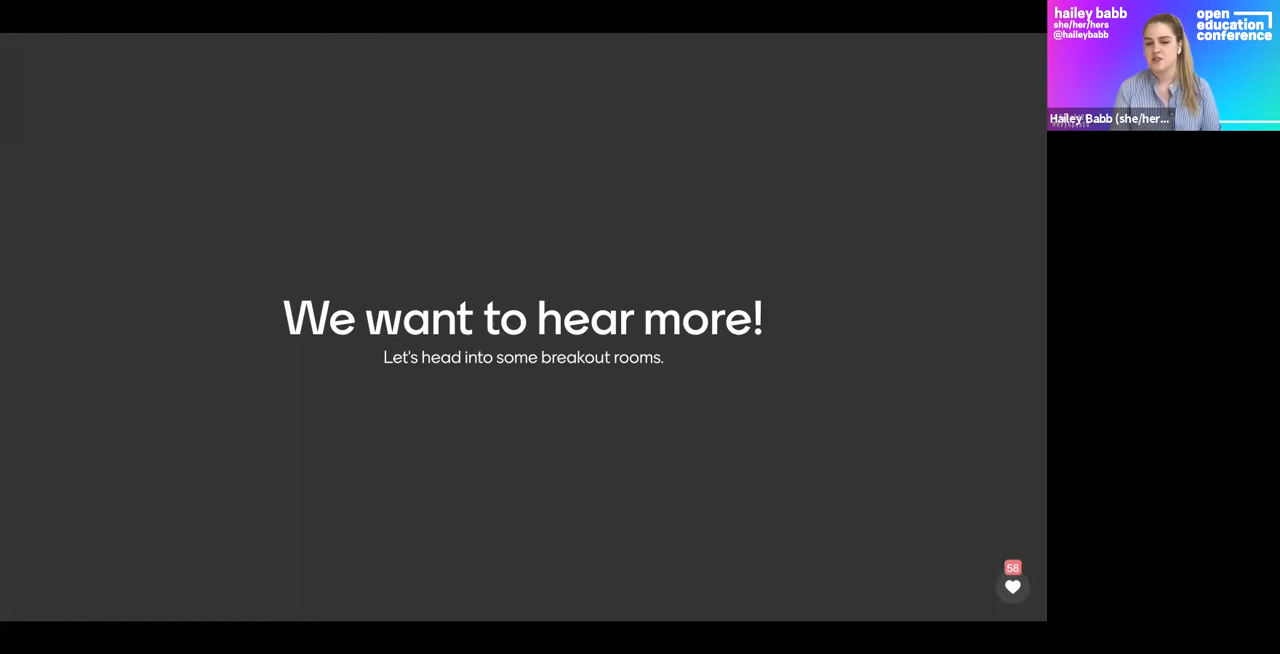 We want to hear more!
Let's head into some breakout rooms.
58
hailey babb
she/her/hers
@haileybabb
open
education
conference
Hailey Babb (she/her...